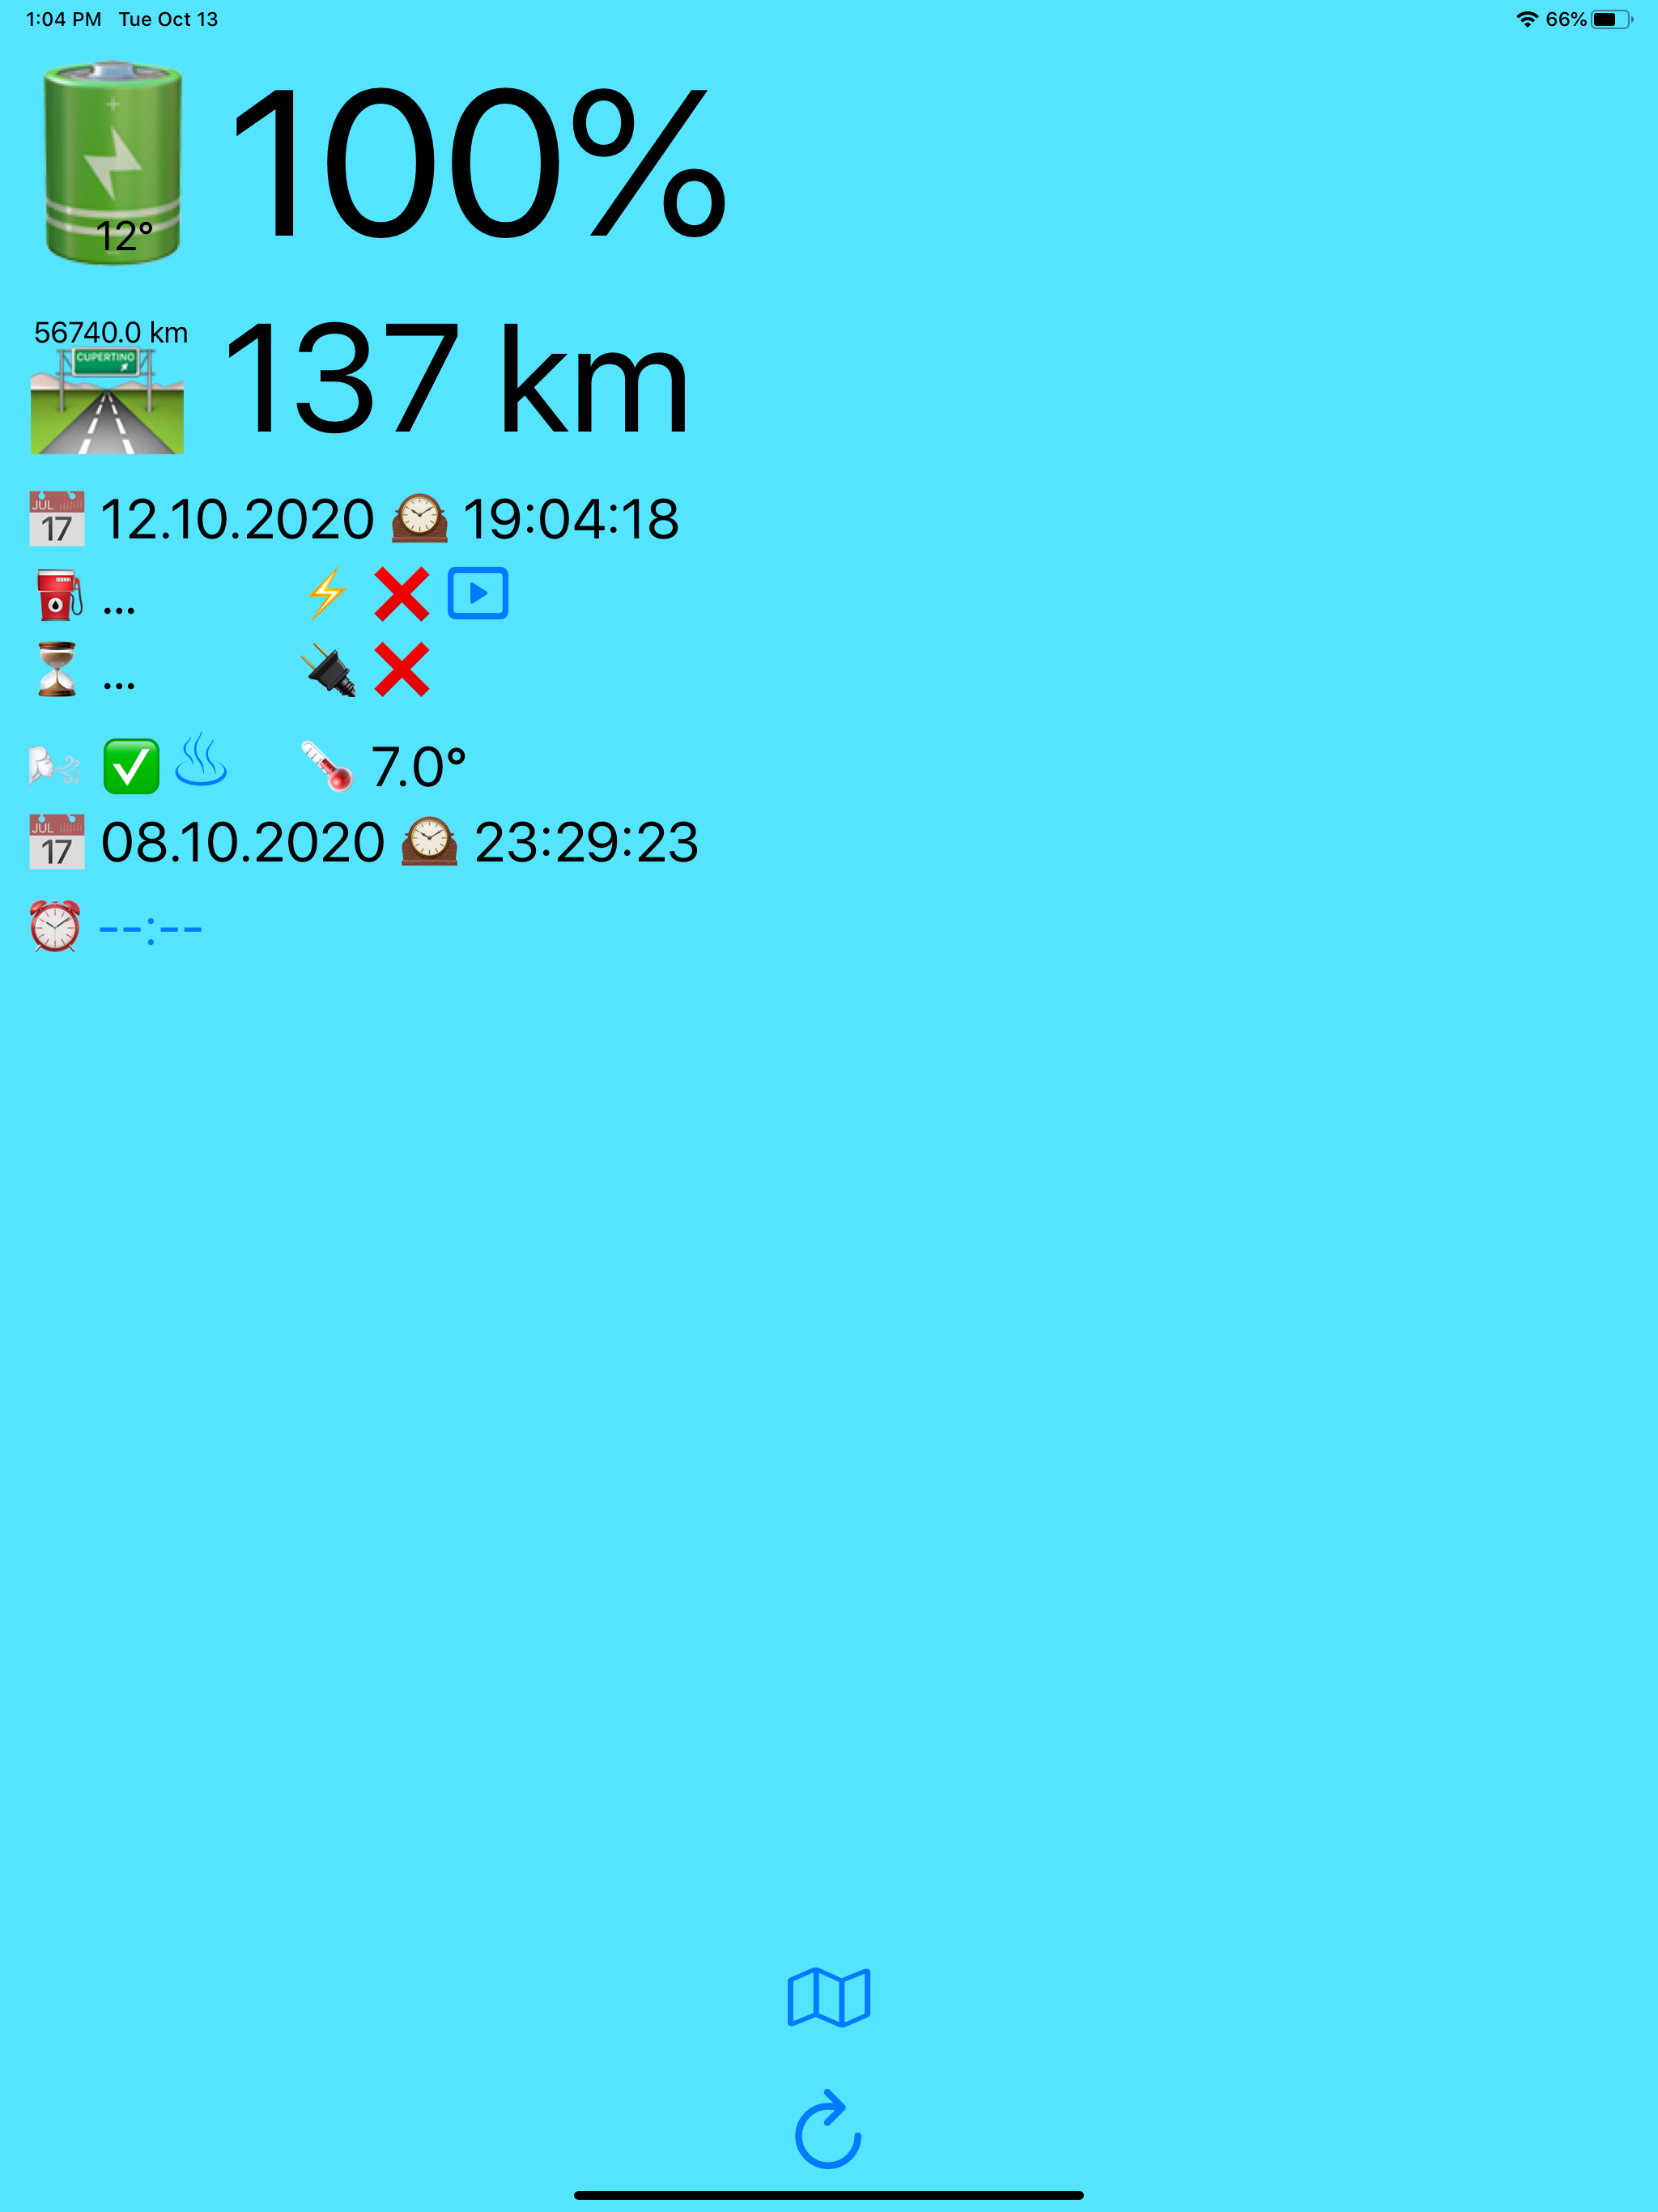 1:04 PM Tue Oct 13 66%
100%
12°
56740.0 km
CUPERTINO
137 km
JUL 17 12.10.2020 19:04:18
...
...
7.0°
JUL 17 08.10.2020 23:29:23
--:--